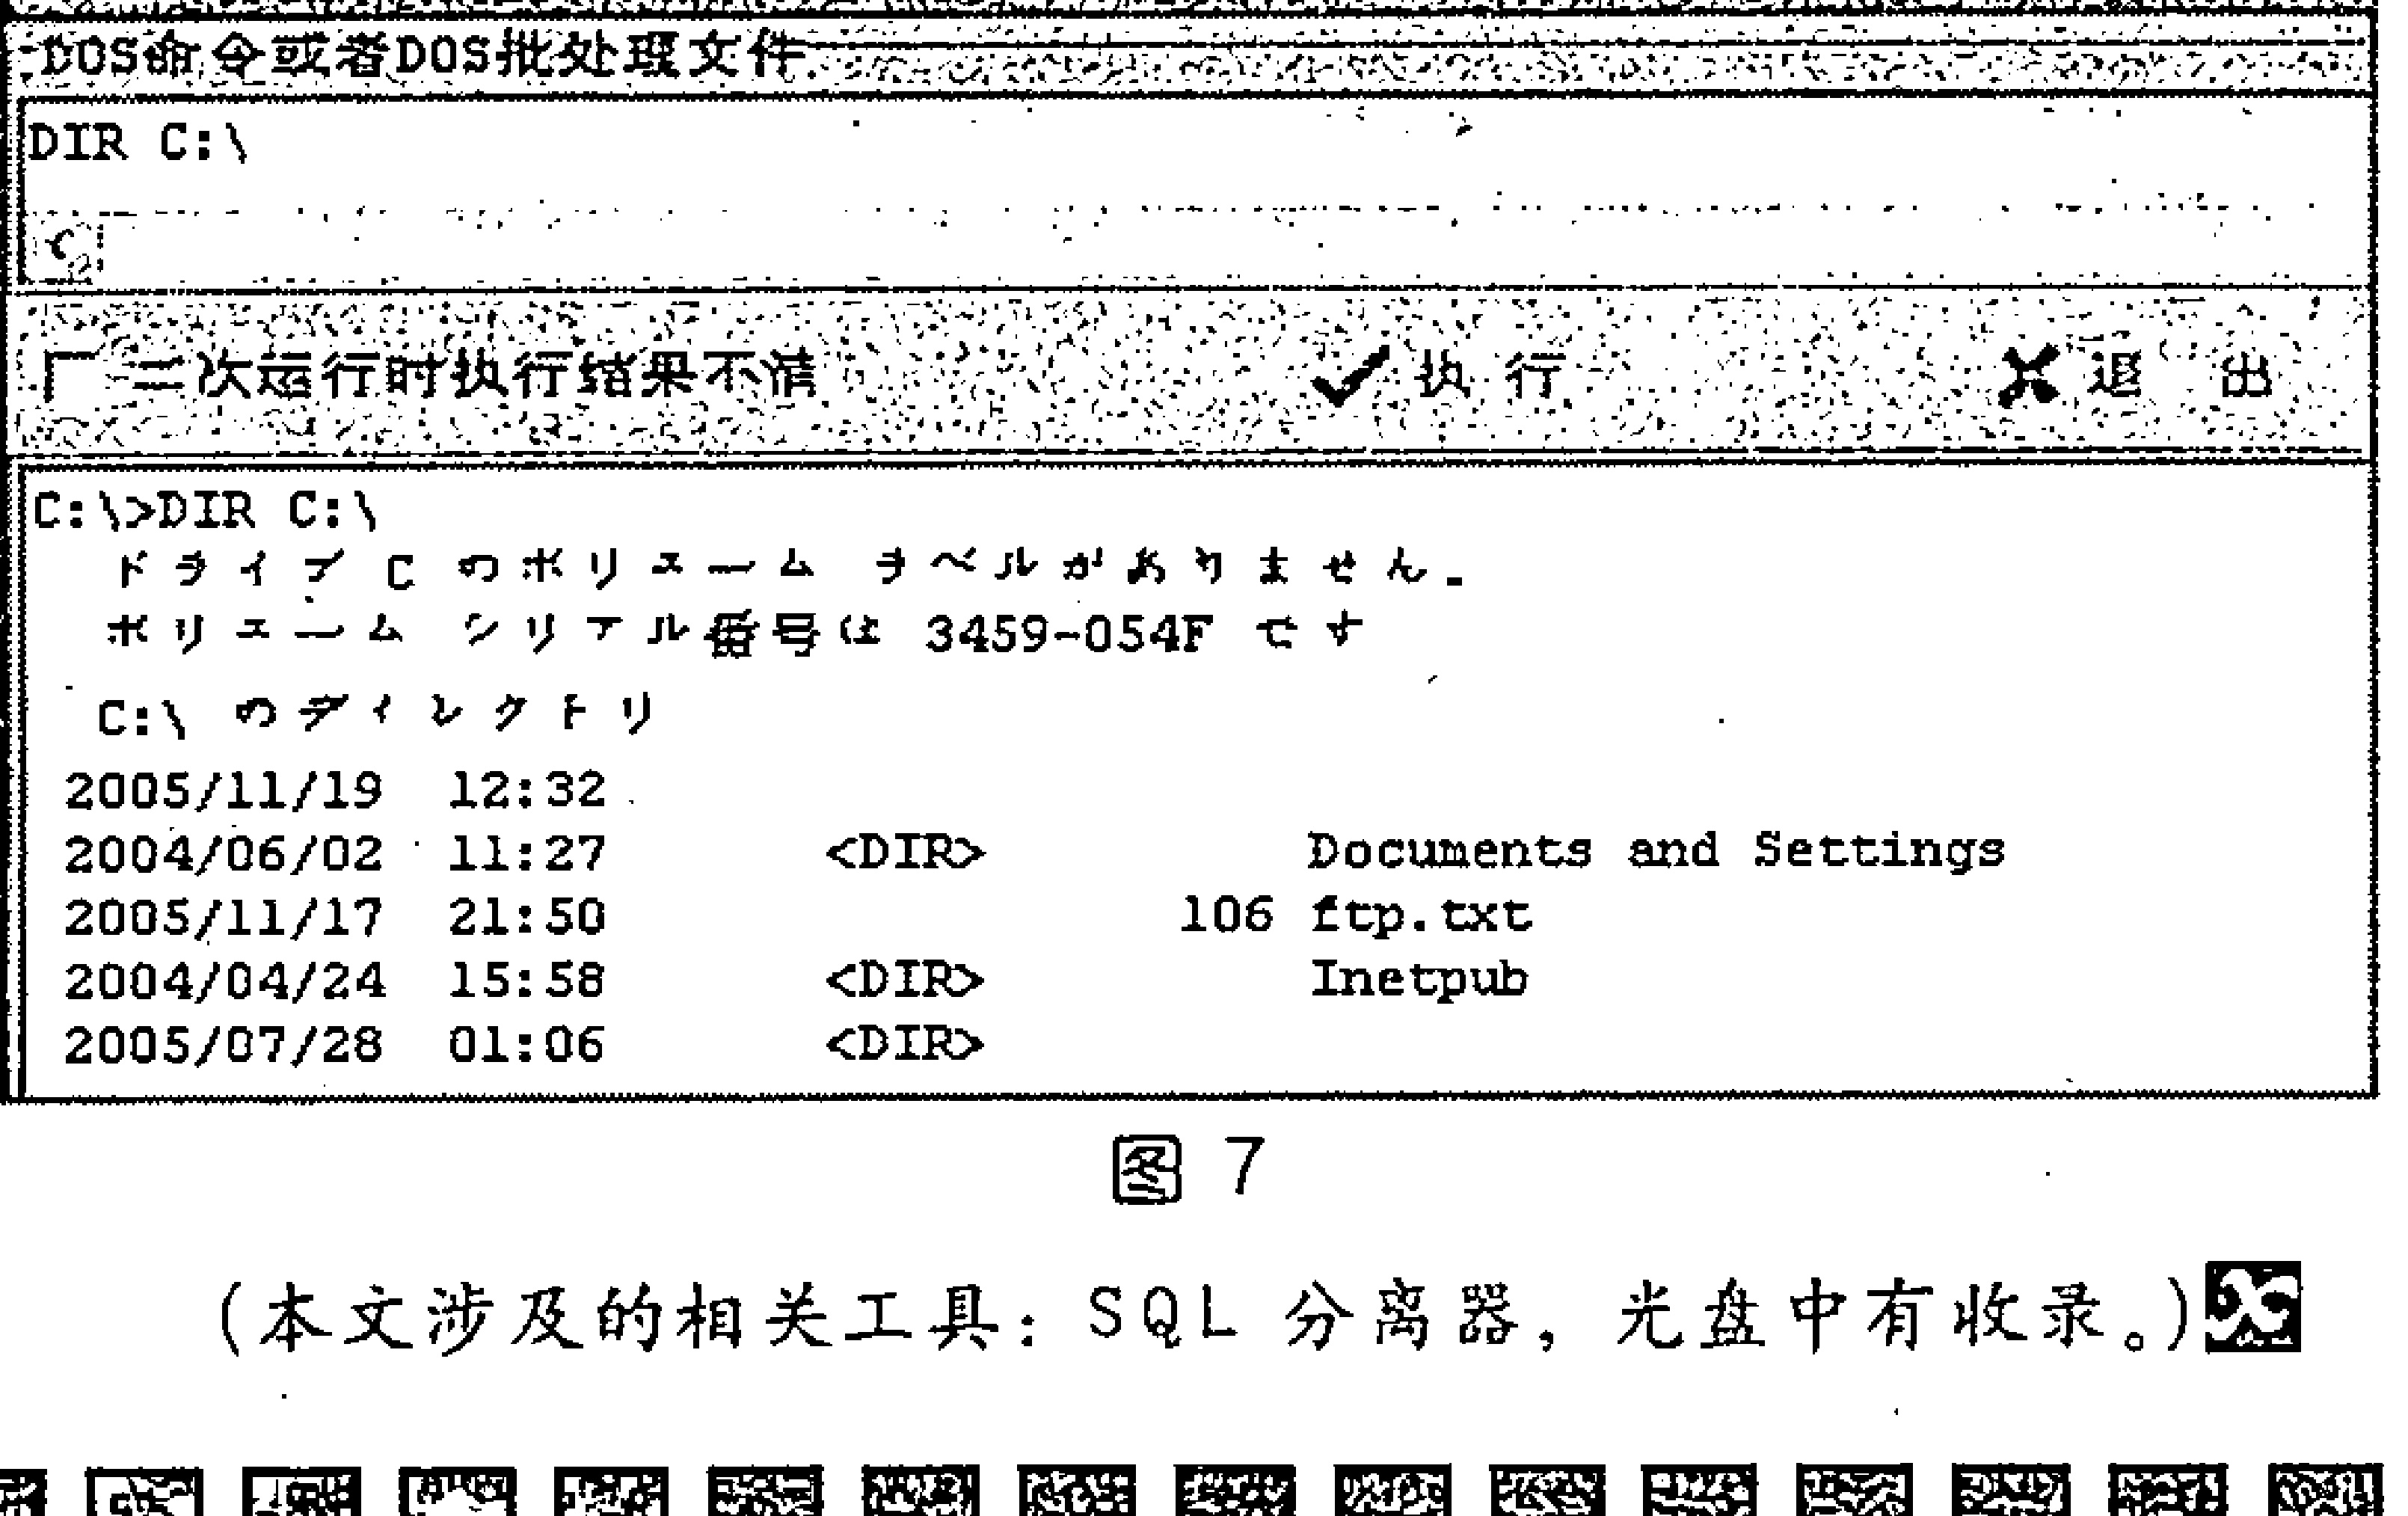 DOS命令或者DOS批处理文件
DIR C:\
二次运行时执行结果不清
执 行
退 出
C:\>DIR C:\
ドライブ C のボリューム ラベルがありません.
ボリューム シリアル番号は 3459-054F です
C:\ のディレクトリ
2005/11/19 12:32
2004/06/02 11:27 <DIR> Documents and Settings
2005/11/17 21:50 106 ftp.txt
2004/04/24 15:58 <DIR> Inetpub
2005/07/28 01:06 <DIR>
图 7
(本文涉及的相关工具: SQL 分离器, 光盘中有收录。)